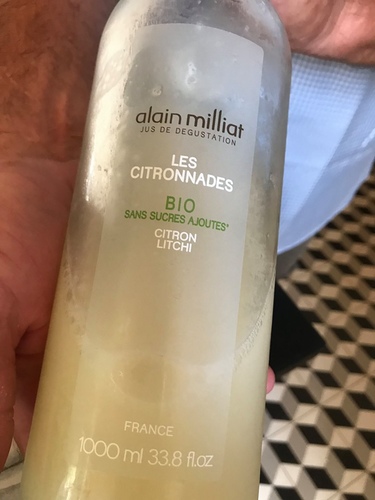 alain milliat
JUS DE DEGUSTATION
LES
CITRONNADES
BIO
SANS SUCRES AJOUTES*
CITRON
LITCHI
FRANCE
1000 ml 33.8 fl.oz